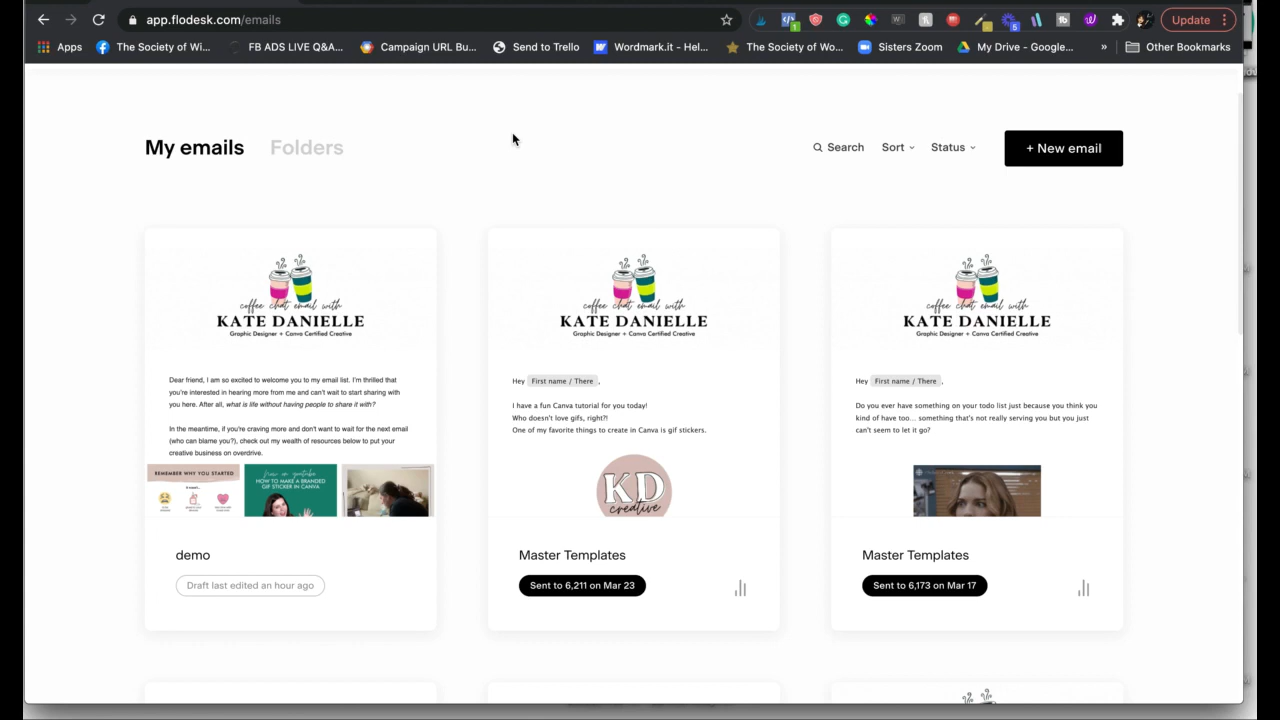 app.flodesk.com/emails
1
5
Update
Apps
The Society of Wi...
FB ADS LIVE Q&A...
Campaign URL Bu...
Send to Trello
Wordmark.it - Hel...
The Society of Wo...
Sisters Zoom
My Drive - Google...
»
Other Bookmarks
My emails
Folders
Search
Sort
Status
+ New email
coffee chat email with
KATE DANIELLE
Graphic Designer + Canva Certified Creative
Dear friend, I am so excited to welcome you to my email list. I'm thrilled that
you're interested in hearing more from me and can't wait to start sharing with
you here. After all, what is life without having people to share it with?
In the meantime, if you're craving more and don't want to wait for the next email
(who can blame you?), check out my wealth of resources below to put your
creative business on overdrive.
REMEMBER WHY YOU STARTED
now on youtube
HOW TO MAKE A BRANDED
GIF STICKER IN CANVA
demo
Draft last edited an hour ago
coffee chat email with
KATE DANIELLE
Graphic Designer + Canva Certified Creative
Hey First name / There ,
I have a fun Canva tutorial for you today!
Who doesn't love gifs, right?!
One of my favorite things to create in Canva is gif stickers.
KD
creative
Master Templates
Sent to 6,211 on Mar 23
coffee chat email with
KATE DANIELLE
Graphic Designer + Canva Certified Creative
Hey First name / There ,
Do you ever have something on your todo list just because you think you
kind of have too... something that's not really serving you but you just
can't seem to let it go?
Master Templates
Sent to 6,173 on Mar 17